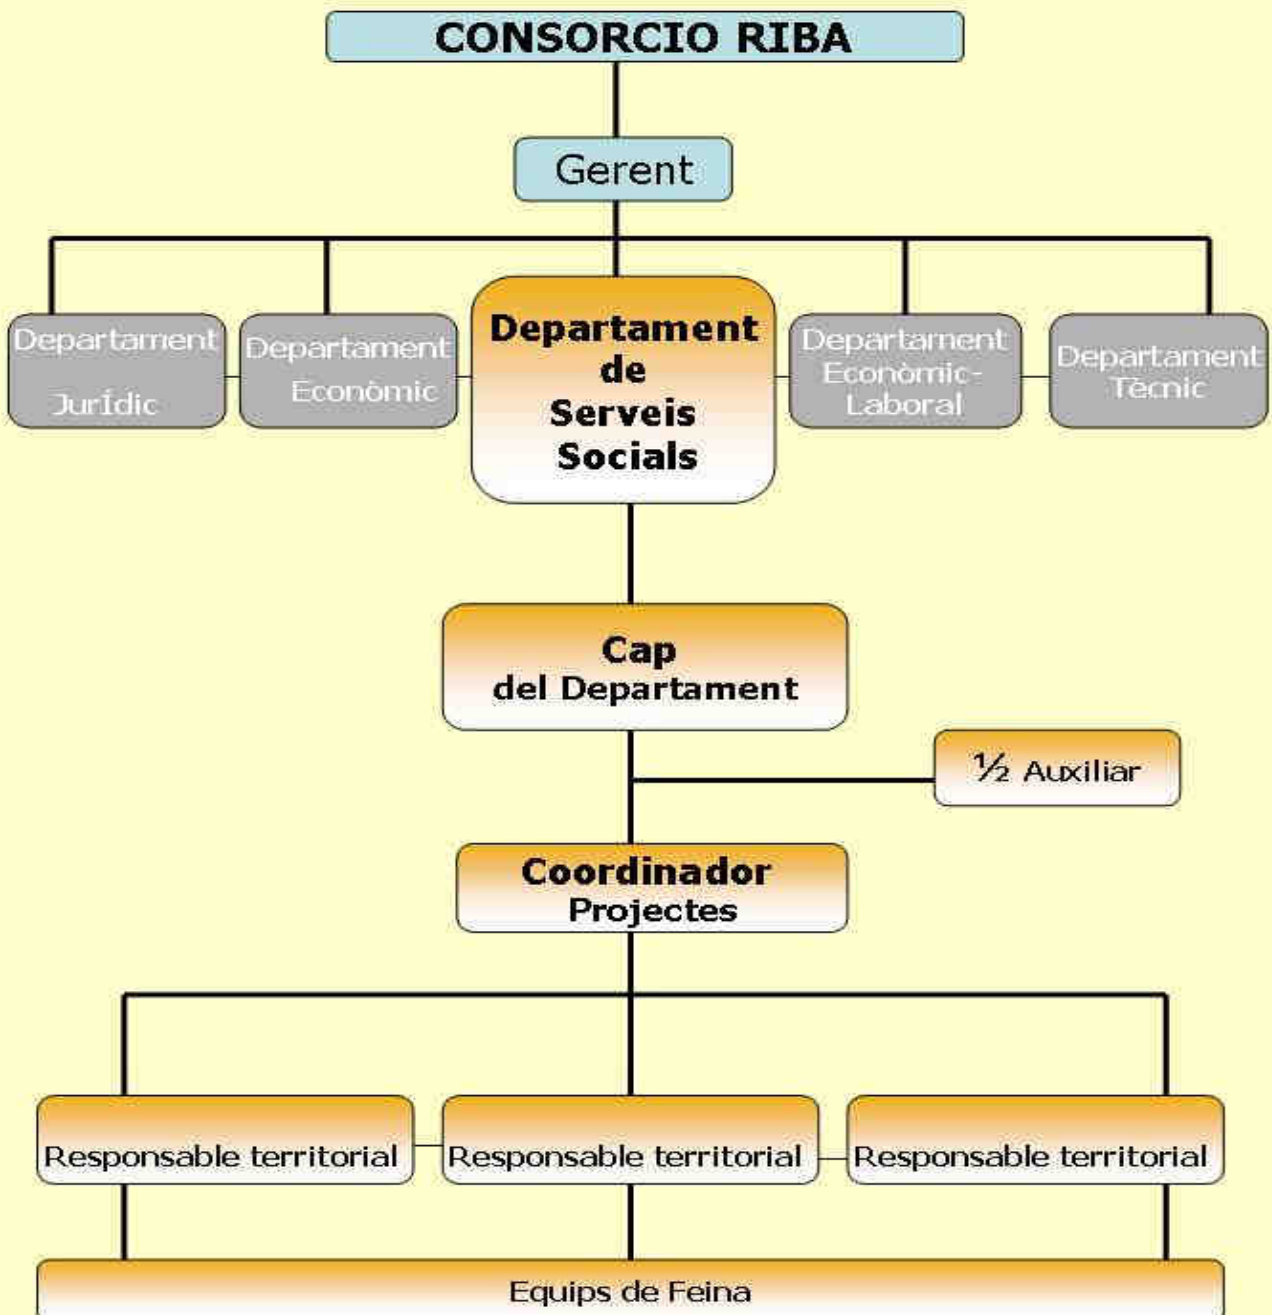 CONSORCIO RIBA
Gerent
Departament
Jurídic
Departament
Econòmic
Departament
de
Serveis
Socials
Departament
Econòmic-
Laboral
Departament
Tècnic
Cap
del Departament
½ Auxiliar
Coordinador
Projectes
Responsable territorial
Responsable territorial
Responsable territorial
Equips de Feina